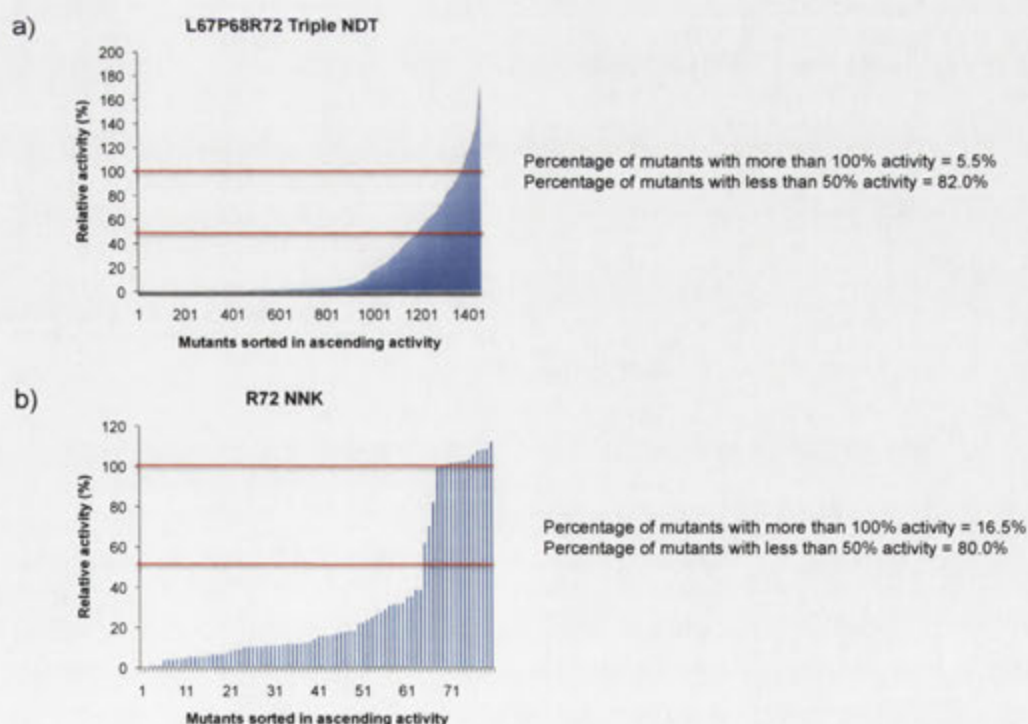 a)
L67P68R72 Triple NDT
Relative activity (%)
200
180
160
140
120
100
80
60
40
20
0
1 201 401 601 801 1001 1201 1401
Mutants sorted in ascending activity
Percentage of mutants with more than 100% activity = 5.5%
Percentage of mutants with less than 50% activity = 82.0%
b)
R72 NNK
Relative activity (%)
120
100
80
60
40
20
0
1 11 21 31 41 51 61 71
Mutants sorted in ascending activity
Percentage of mutants with more than 100% activity = 16.5%
Percentage of mutants with less than 50% activity = 80.0%